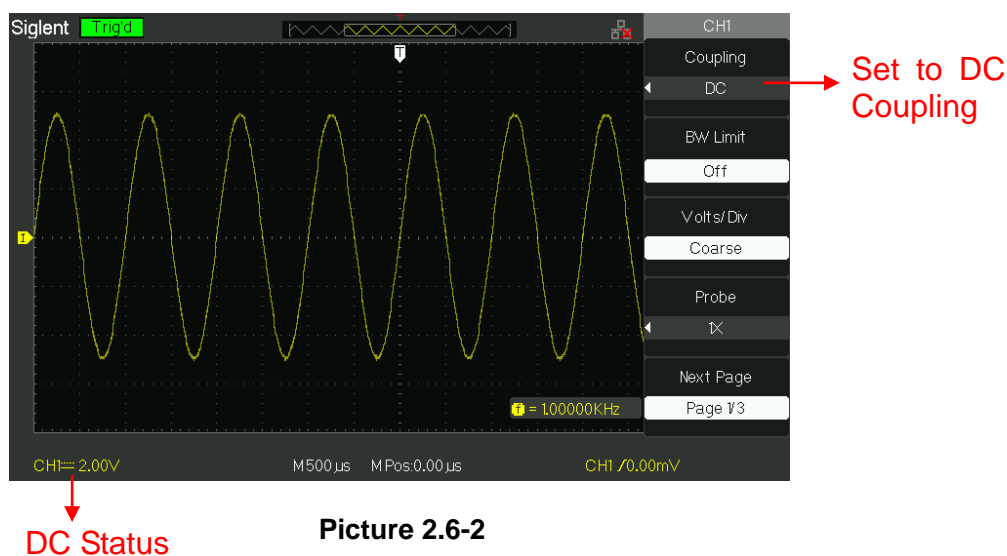 Siglent Trig'd T CH1
T
Coupling
DC
Set to DC
Coupling
BW Limit
Off
Volts/Div
1 Coarse
Probe
1X
Next Page
f = 1.00000KHz Page 1/3
CH1 2.00V M500µs M Pos:0.00µs CH1 /0.00mV
DC Status
Picture 2.6-2